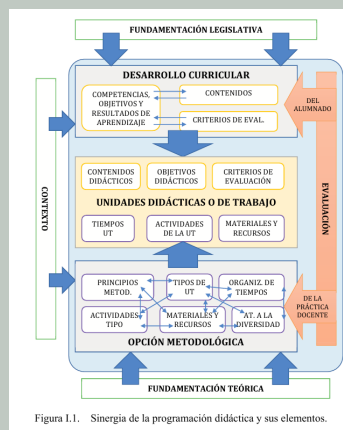 FUNDAMENTACIÓN LEGISLATIVA
DESARROLLO CURRICULAR
COMPETENCIAS,
OBJETIVOS Y
RESULTADOS DE
APRENDIZAJE
CONTENIDOS
CRITERIOS DE EVAL.
DEL
ALUMNADO
CONTEXTO
EVALUACIÓN
CONTENIDOS
DIDÁCTICOS
OBJETIVOS
DIDÁCTICOS
CRITERIOS DE
EVALUACIÓN
UNIDADES DIDÁCTICAS O DE TRABAJO
TIEMPOS
UT
ACTIVIDADES
DE LA UT
MATERIALES Y
RECURSOS
PRINCIPIOS
METOD.
TIPOS DE
UT
ORGANIZ. DE
TIEMPOS
ACTIVIDADES
TIPO
MATERIALES Y
RECURSOS
AT. A LA
DIVERSIDAD
OPCIÓN METODOLÓGICA
DE LA
PRÁCTICA
DOCENTE
FUNDAMENTACIÓN TEÓRICA
Figura I.1. Sinergia de la programación didáctica y sus elementos.